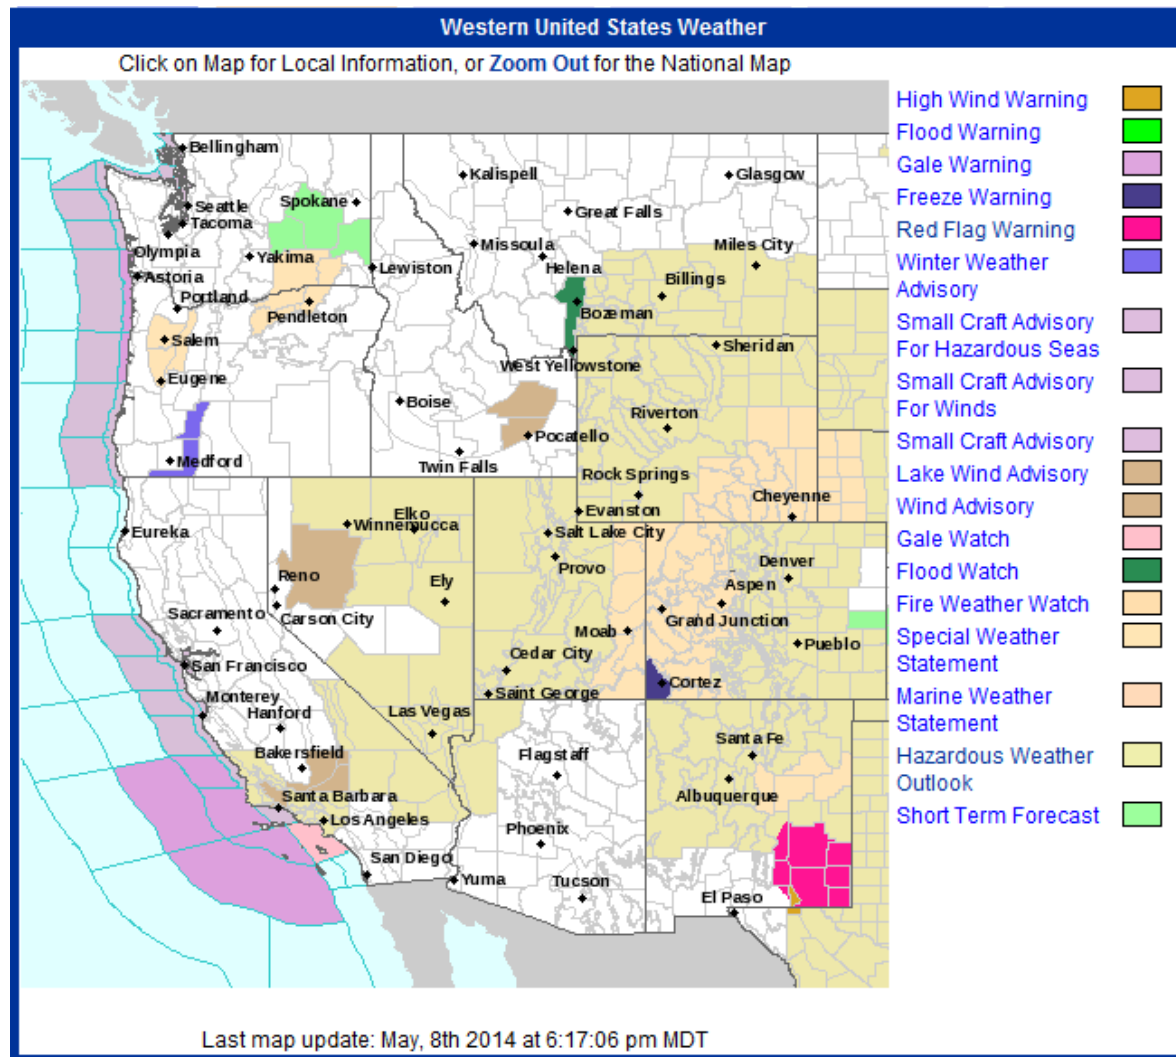 Western United States Weather
Click on Map for Local Information, or Zoom Out for the National Map
Bellingham
Kalispell
Glasgow
Spokane
Seattle
Great Falls
Tacoma
Olympia
Missoula
Miles City
Yakima
Helena
Lewiston
Astoria
Billings
Portland
Pendleton
Bozeman
Salem
Sheridan
West Yellowstone
Eugene
Boise
Riverton
Pocatello
Medford
Twin Falls
Rock Springs
Cheyenne
Elko
Evanston
Winnemucca
Eureka
Salt Lake City
Provo
Denver
Reno
Ely
Aspen
Sacramento
Carson City
Grand Junction
Moab
Pueblo
Cedar City
San Francisco
Cortez
Saint George
Monterey
Hanford
Las Vegas
Santa Fe
Bakersfield
Flagstaff
Santa Barbara
Albuquerque
Los Angeles
Phoenix
San Diego
Yuma
Tucson
El Paso
High Wind Warning
Flood Warning
Gale Warning
Freeze Warning
Red Flag Warning
Winter Weather
Advisory
Small Craft Advisory
For Hazardous Seas
Small Craft Advisory
For Winds
Small Craft Advisory
Lake Wind Advisory
Wind Advisory
Gale Watch
Flood Watch
Fire Weather Watch
Special Weather
Statement
Marine Weather
Statement
Hazardous Weather
Outlook
Short Term Forecast
Last map update: May, 8th 2014 at 6:17:06 pm MDT